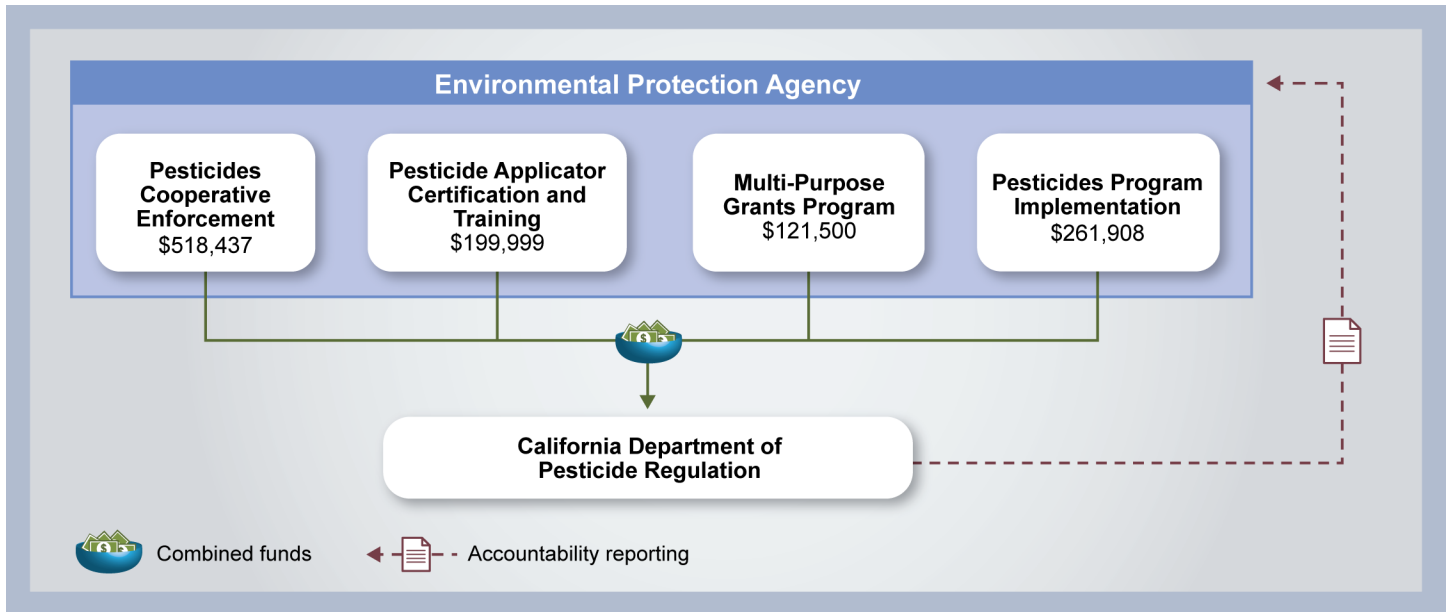 Environmental Protection Agency
Pesticides
Cooperative
Enforcement
$518,437
Pesticide Applicator
Certification and
Training
$199,999
Multi-Purpose
Grants Program
$121,500
Pesticides Program
Implementation
$261,908
California Department of
Pesticide Regulation
Combined funds
Accountability reporting